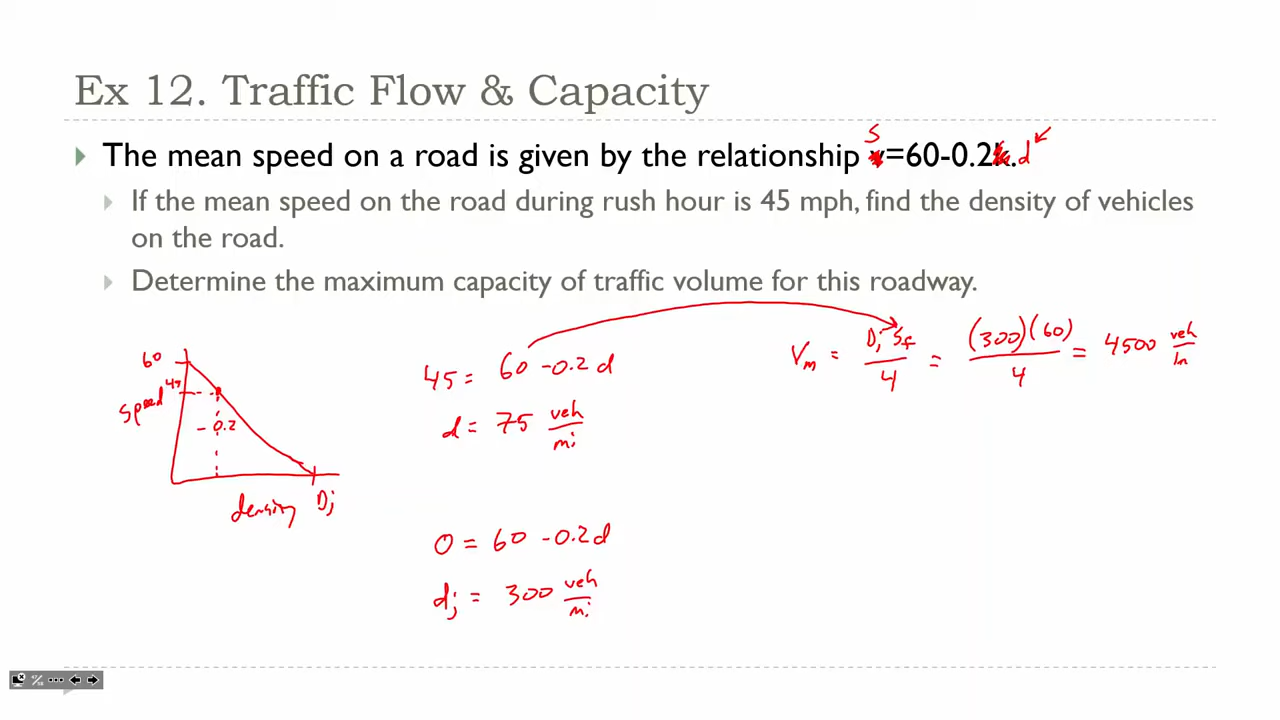 Ex 12. Traffic Flow & Capacity
S
The mean speed on a road is given by the relationship v=60-0.2k. d
If the mean speed on the road during rush hour is 45 mph, find the density of vehicles
on the road.
Determine the maximum capacity of traffic volume for this roadway.
60
45
speed
-0.2
density Dj
45 = 60 -0.2 d
d = 75 veh/mi
0 = 60 -0.2d
dj = 300 veh/mi
Vm = Dj Sf/4 = (300)(60)/4 = 4500 veh/ln